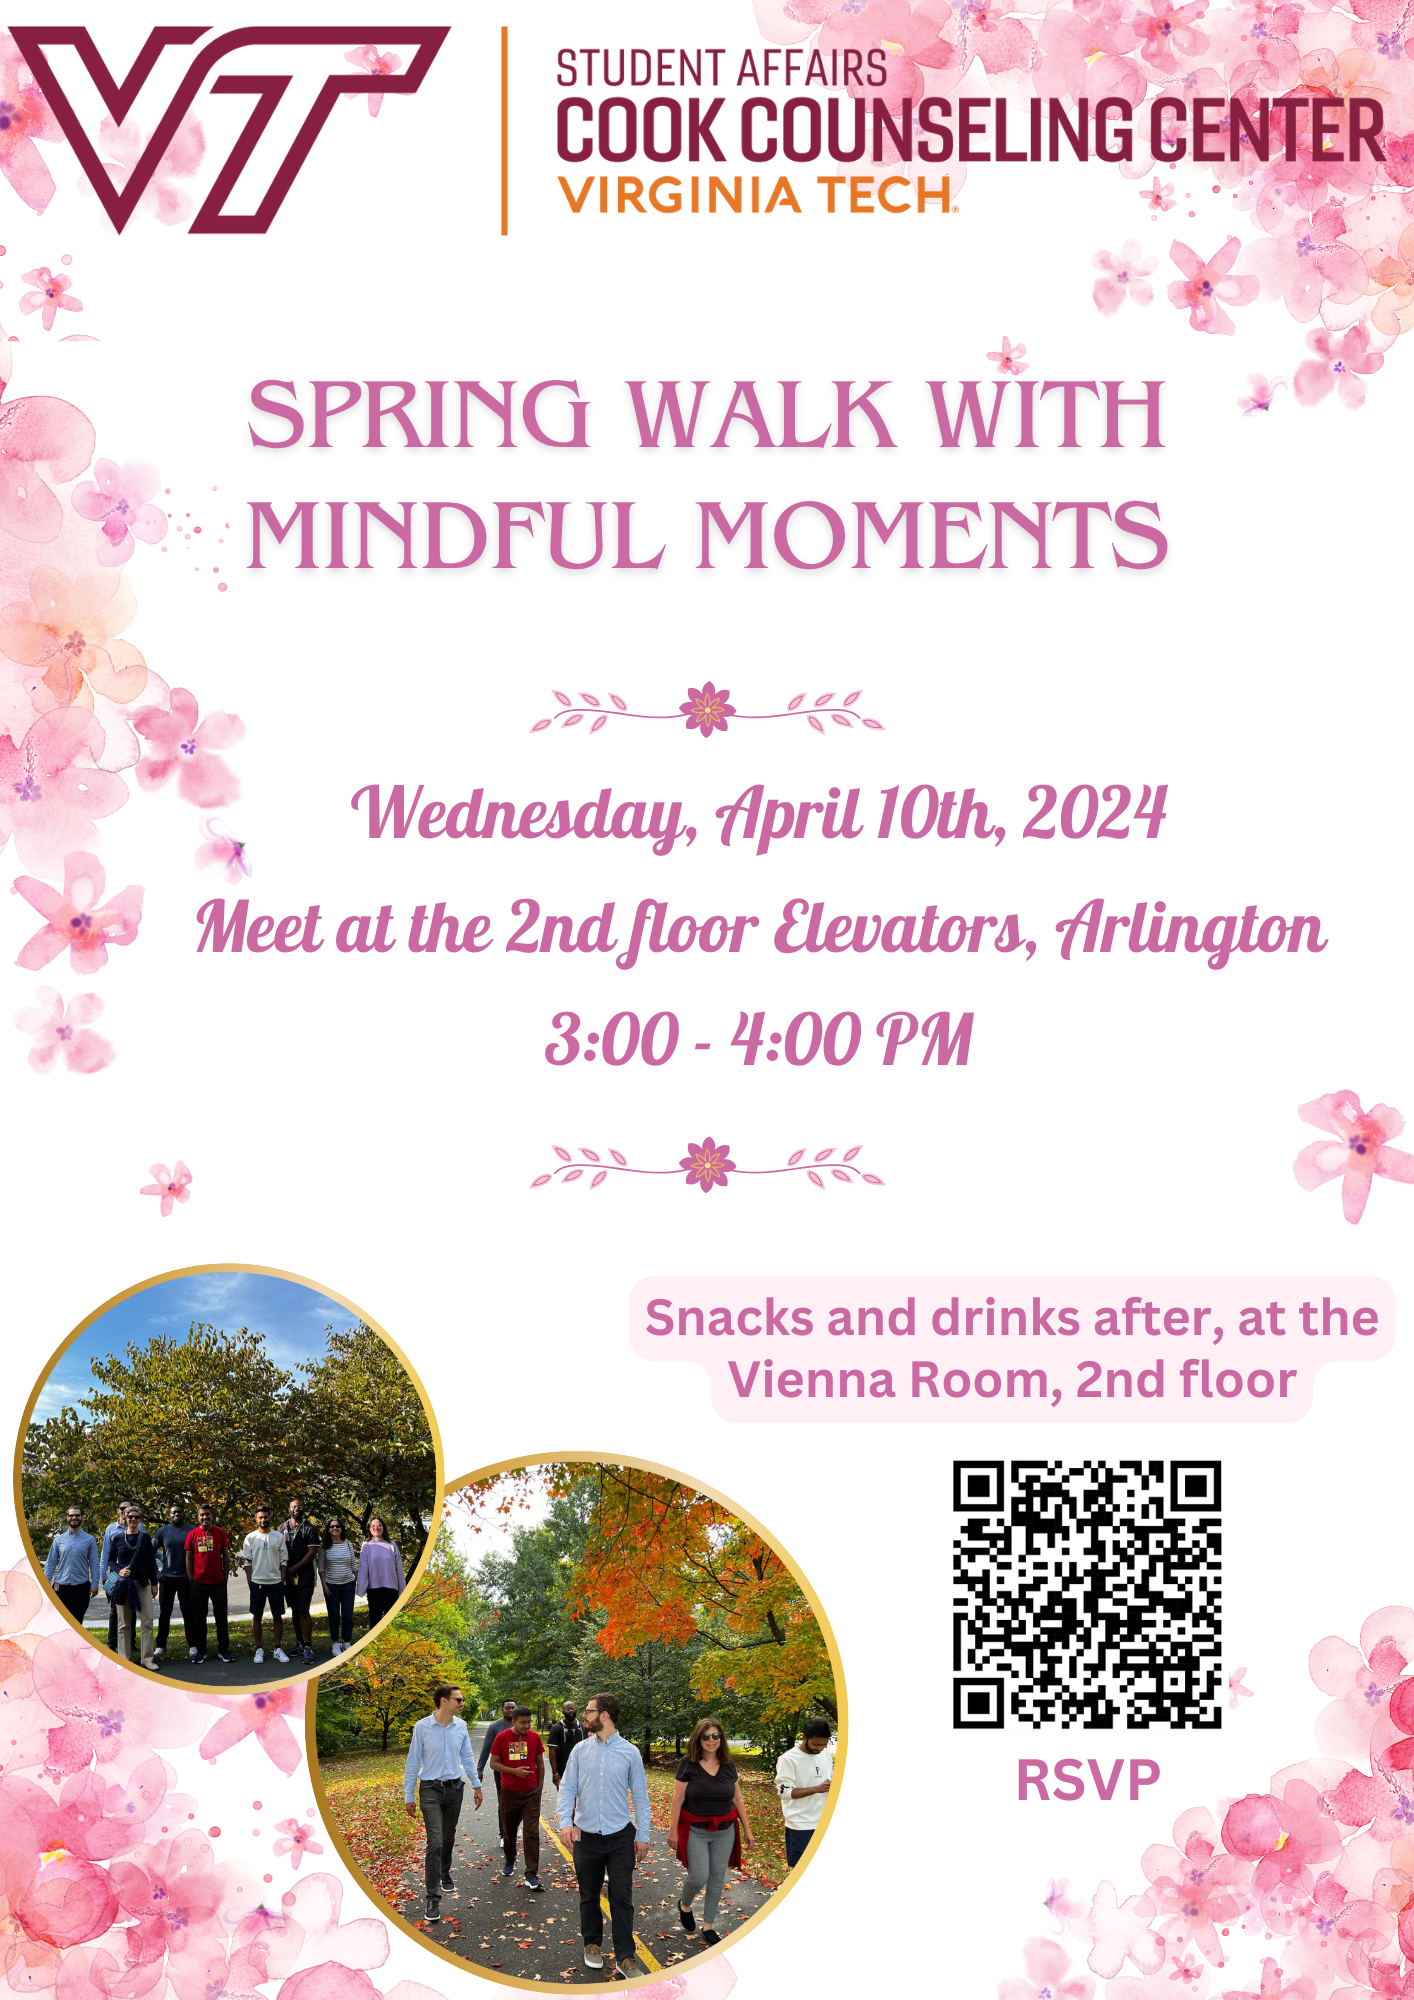 VT
STUDENT AFFAIRS
COOK COUNSELING CENTER
VIRGINIA TECH®
SPRING WALK WITH
MINDFUL MOMENTS
Wednesday, April 10th, 2024
Meet at the 2nd floor Elevators, Arlington
3:00 - 4:00 PM
Snacks and drinks after, at the
Vienna Room, 2nd floor
RSVP